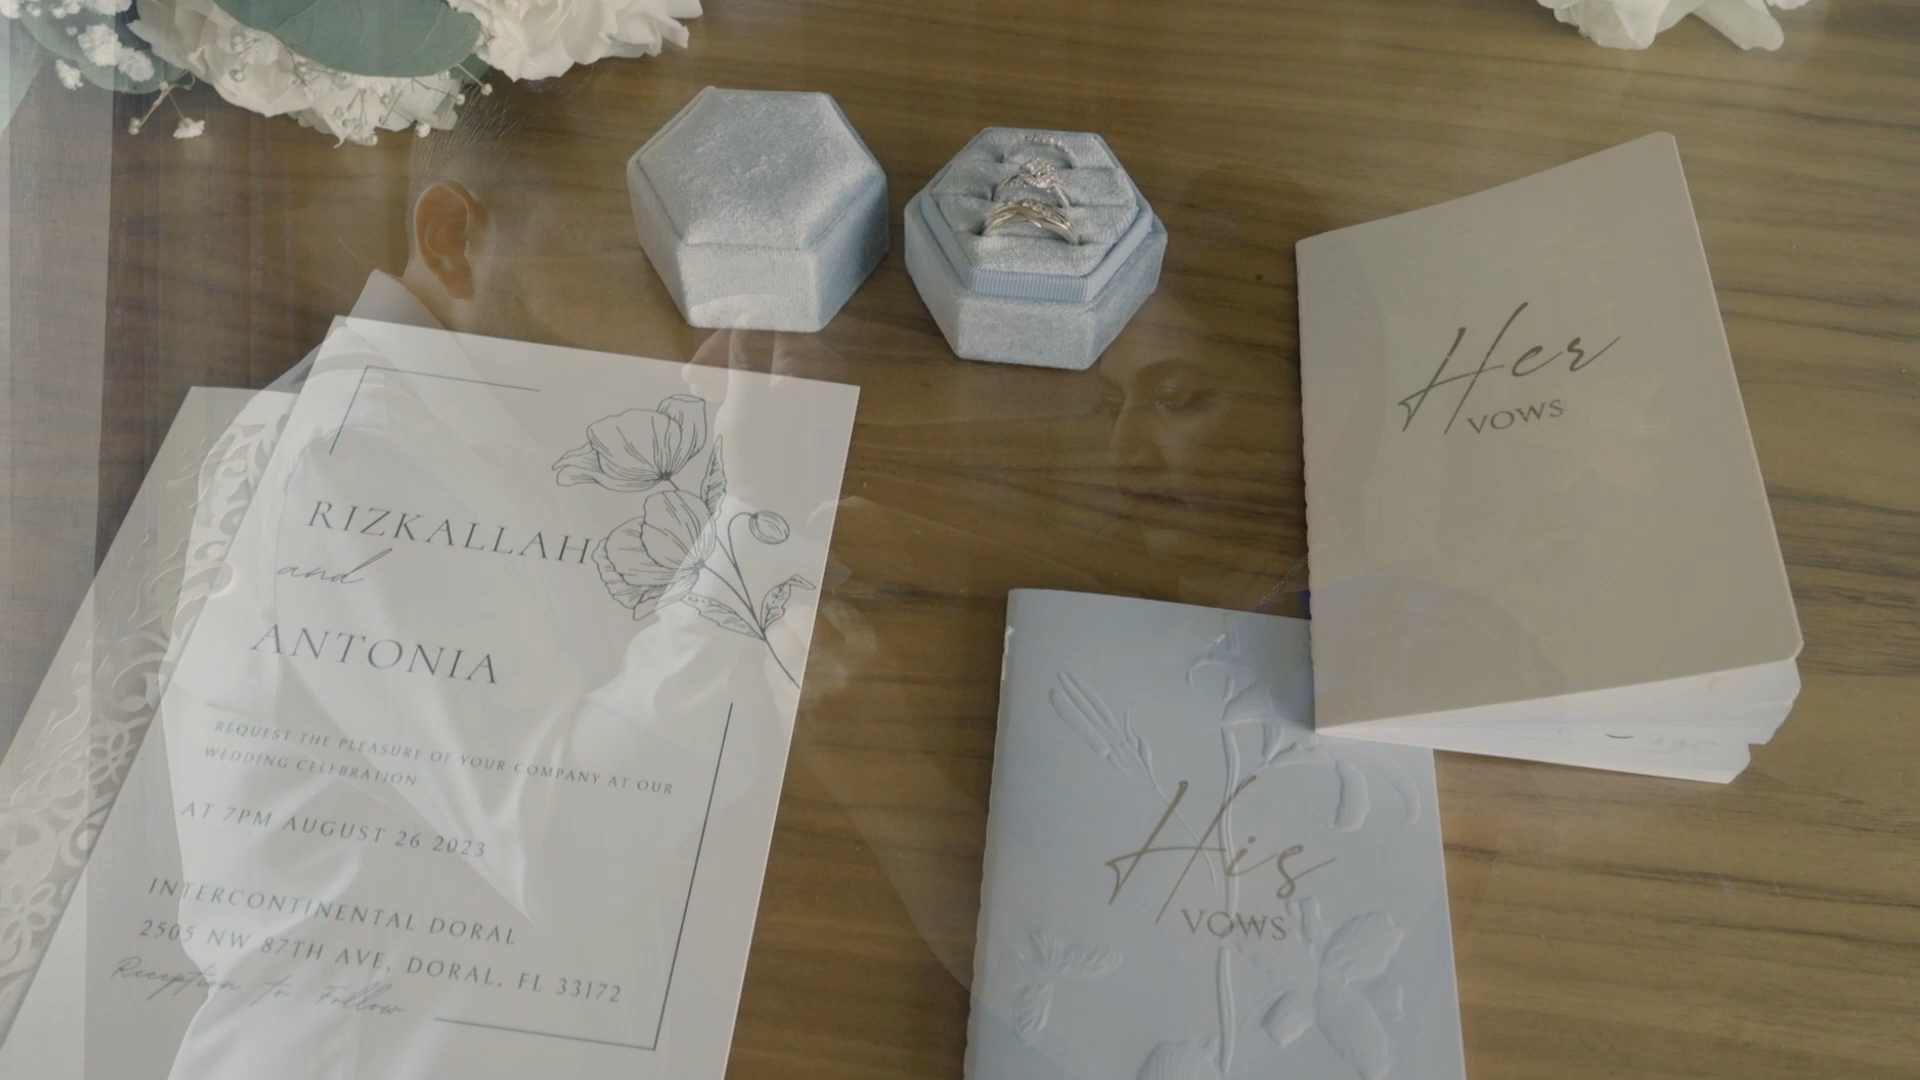 RIZKALLAH
and
ANTONIA
REQUEST THE PLEASURE OF YOUR COMPANY AT OUR
WEDDING CELEBRATION
AT 7PM AUGUST 26 2023
INTERCONTINENTAL DORAL
2505 NW 87TH AVE, DORAL, FL 33172
Reception to Follow
Her
VOWS
His
VOWS